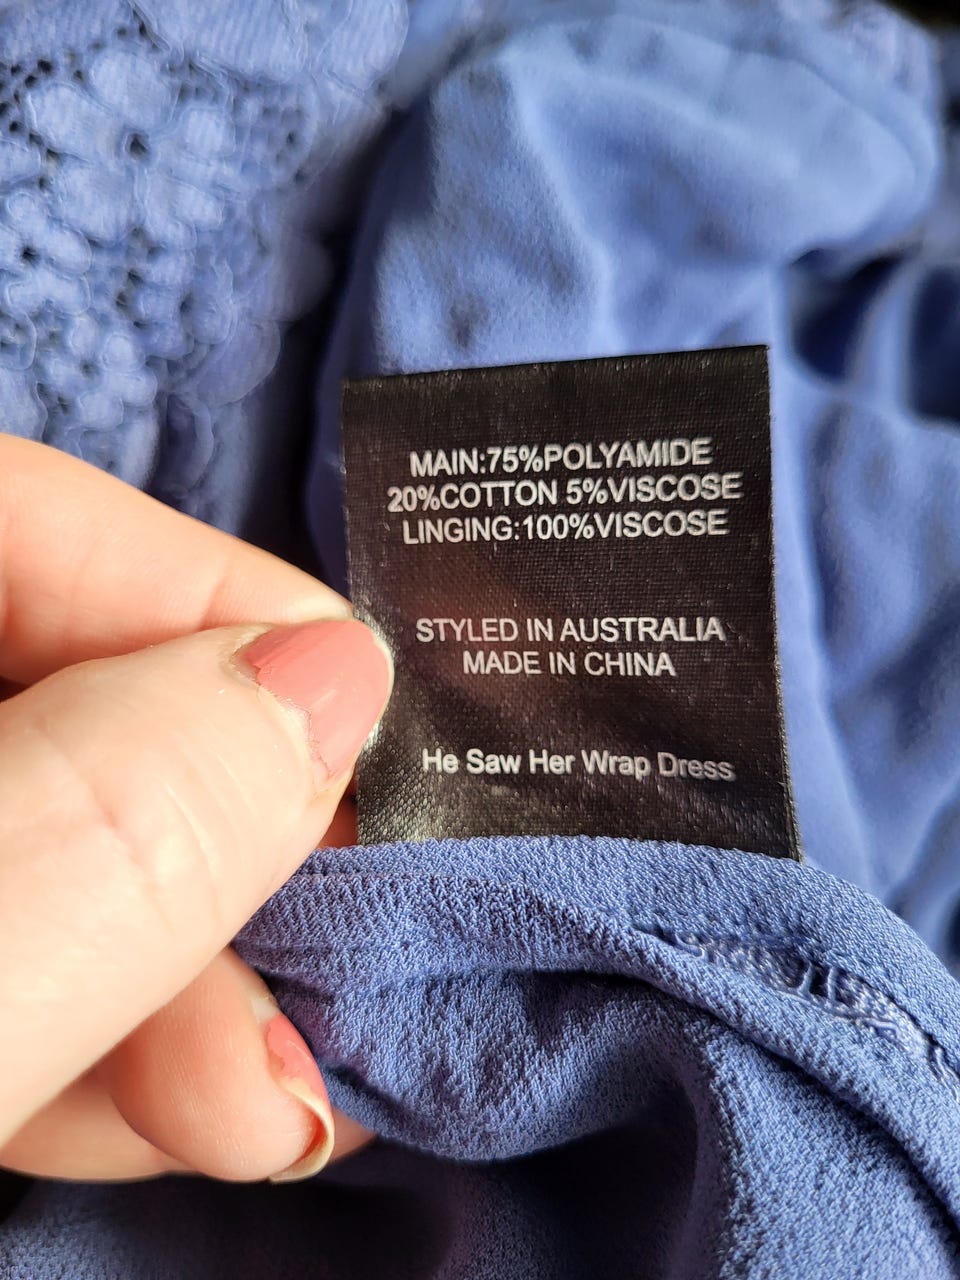 MAIN:75%POLYAMIDE
20%COTTON 5%VISCOSE
LINGING:100%VISCOSE
STYLED IN AUSTRALIA
MADE IN CHINA
He Saw Her Wrap Dress